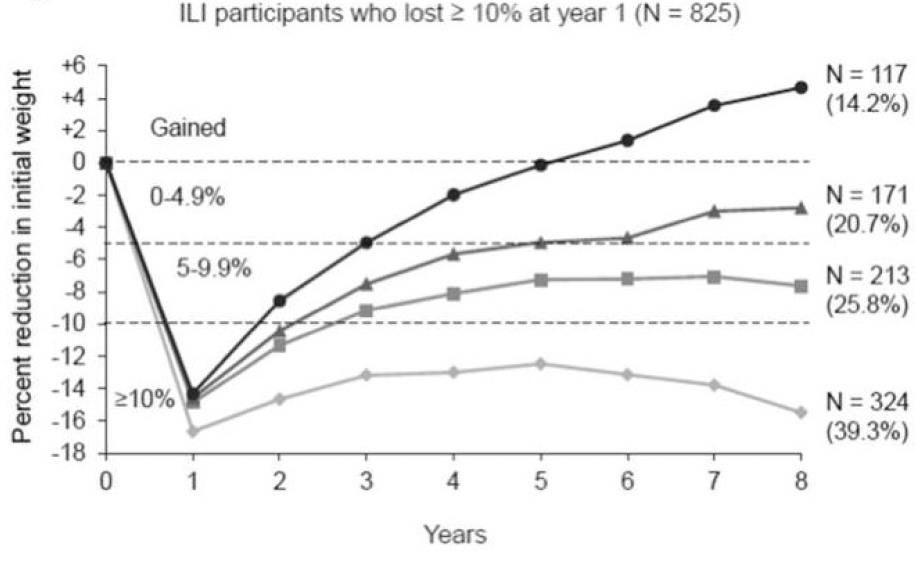 ILI participants who lost ≥ 10% at year 1 (N = 825)
Percent reduction in initial weight
+6
+4
+2
0
-2
-4
-6
-8
-10
-12
-14
-16
-18
Gained
0-4.9%
5-9.9%
≥10%
N = 117
(14.2%)
N = 171
(20.7%)
N = 213
(25.8%)
N = 324
(39.3%)
0 1 2 3 4 5 6 7 8
Years